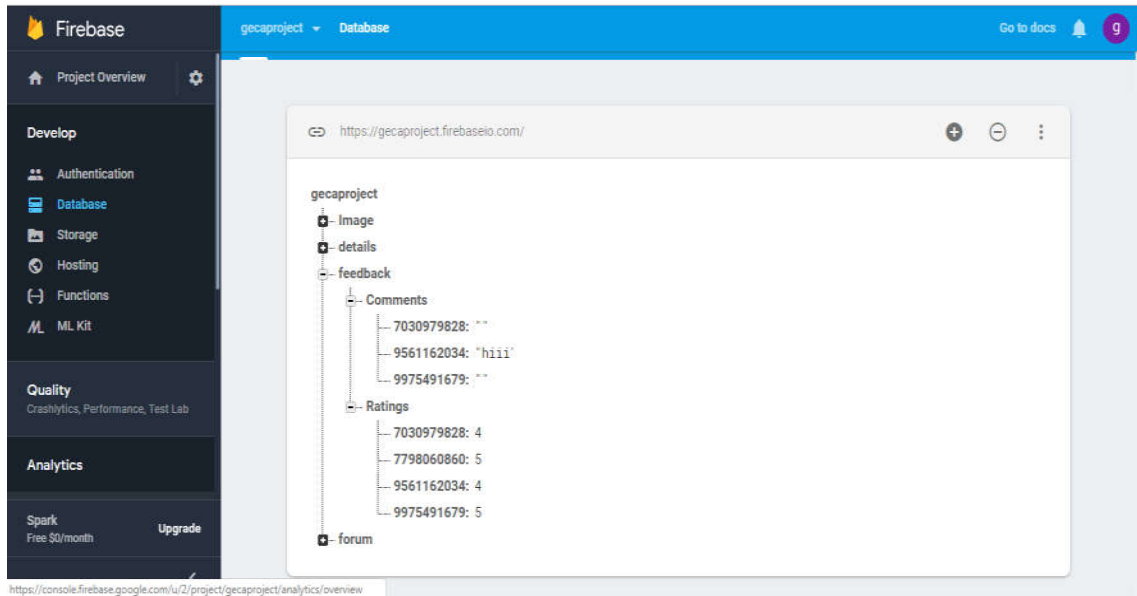 Firebase
gecaproject Database Go to docs g
Project Overview
https://gecaproject.firebaseio.com/
Develop
Authentication
Database
Storage
Hosting
Functions
ML Kit
Quality
Crashlytics, Performance, Test Lab
Analytics
Spark
Free $0/month
Upgrade
gecaproject
Image
details
feedback
Comments
7030979828: ""
9561162034: "hiii"
9975491679: ""
Ratings
7030979828: 4
7798060860: 5
9561162034: 4
9975491679: 5
forum
https://console.firebase.google.com/u/2/project/gecaproject/analytics/overview